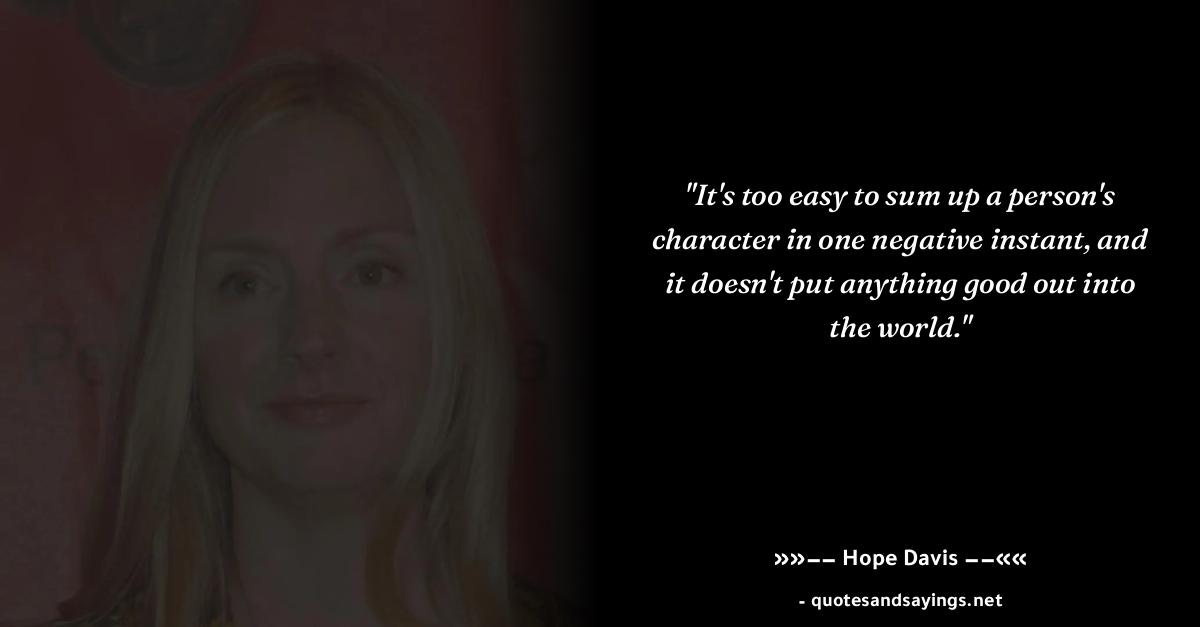 "It's too easy to sum up a person's
character in one negative instant, and
it doesn't put anything good out into
the world."
»»−− Hope Davis −−««
- quotesandsayings.net